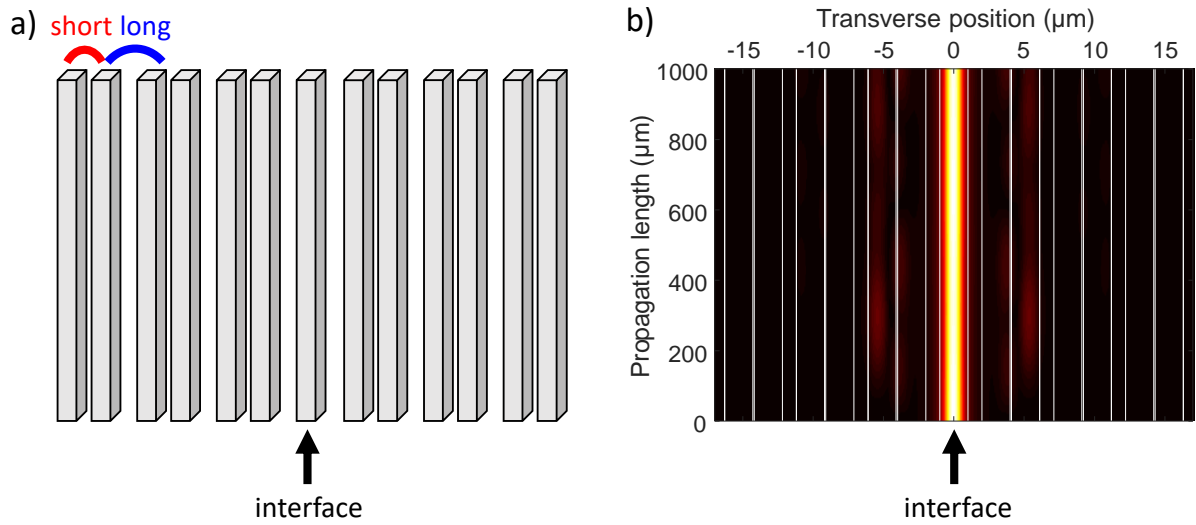 a)
short long
interface
b)
Transverse position (µm)
-15 -10 -5 0 5 10 15
Propagation length (µm)
1000
800
600
400
200
0
interface